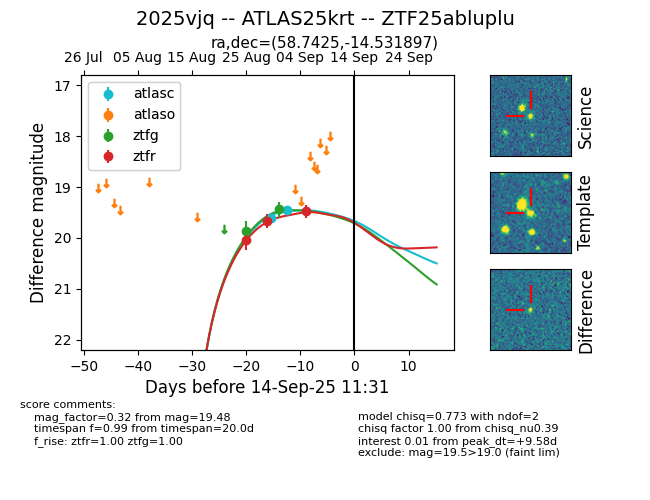 2025vjq -- ATLAS25krt -- ZTF25abluplu
ra,dec=(58.7425,-14.531897)
26 Jul 05 Aug 15 Aug 25 Aug 04 Sep 14 Sep 24 Sep
atlasc
atlaso
ztfg
ztfr
17
18
19
20
21
22
Difference magnitude
−50 −40 −30 −20 −10 0 10
Days before 14-Sep-25 11:31
Science
Template
Difference
score comments:
mag_factor=0.32 from mag=19.48
timespan f=0.99 from timespan=20.0d
f_rise: ztfr=1.00 ztfg=1.00
model chisq=0.773 with ndof=2
chisq factor 1.00 from chisq_nu0.39
interest 0.01 from peak_dt=+9.58d
exclude: mag=19.5>19.0 (faint lim)